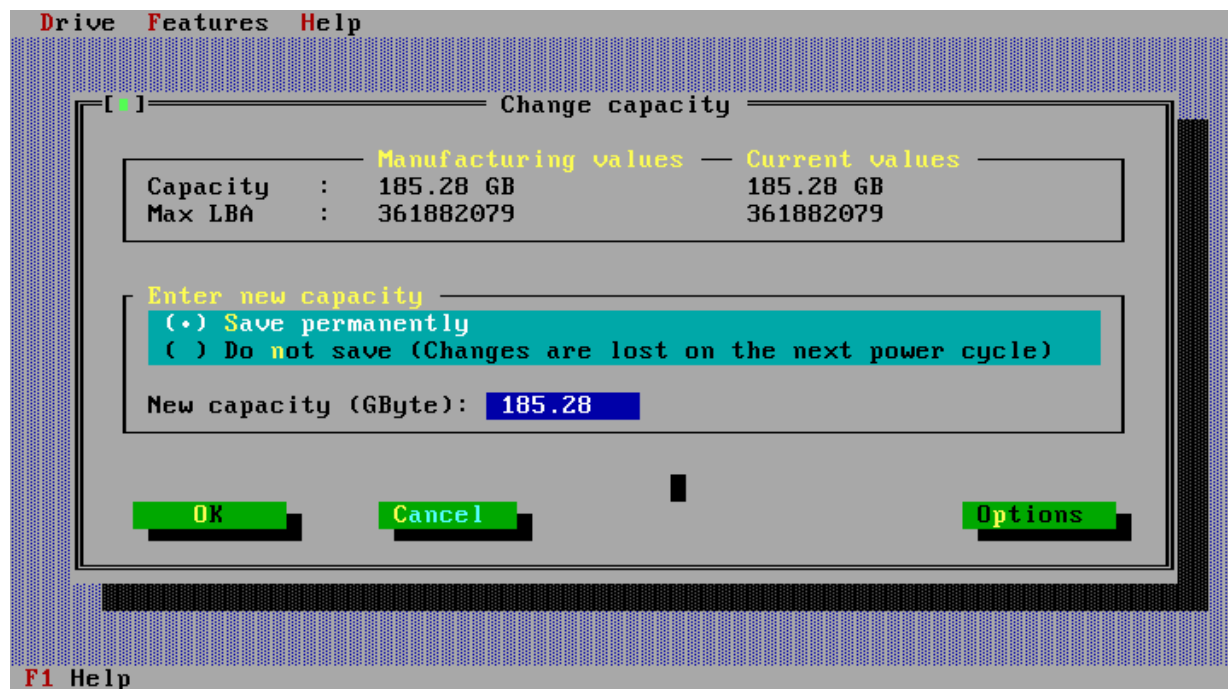 Drive Features Help
[▪] Change capacity
Manufacturing values Current values
Capacity : 185.28 GB 185.28 GB
Max LBA : 361882079 361882079
Enter new capacity
(•) Save permanently
( ) Do not save (Changes are lost on the next power cycle)
New capacity (GByte): 185.28
OK Cancel Options
F1 Help